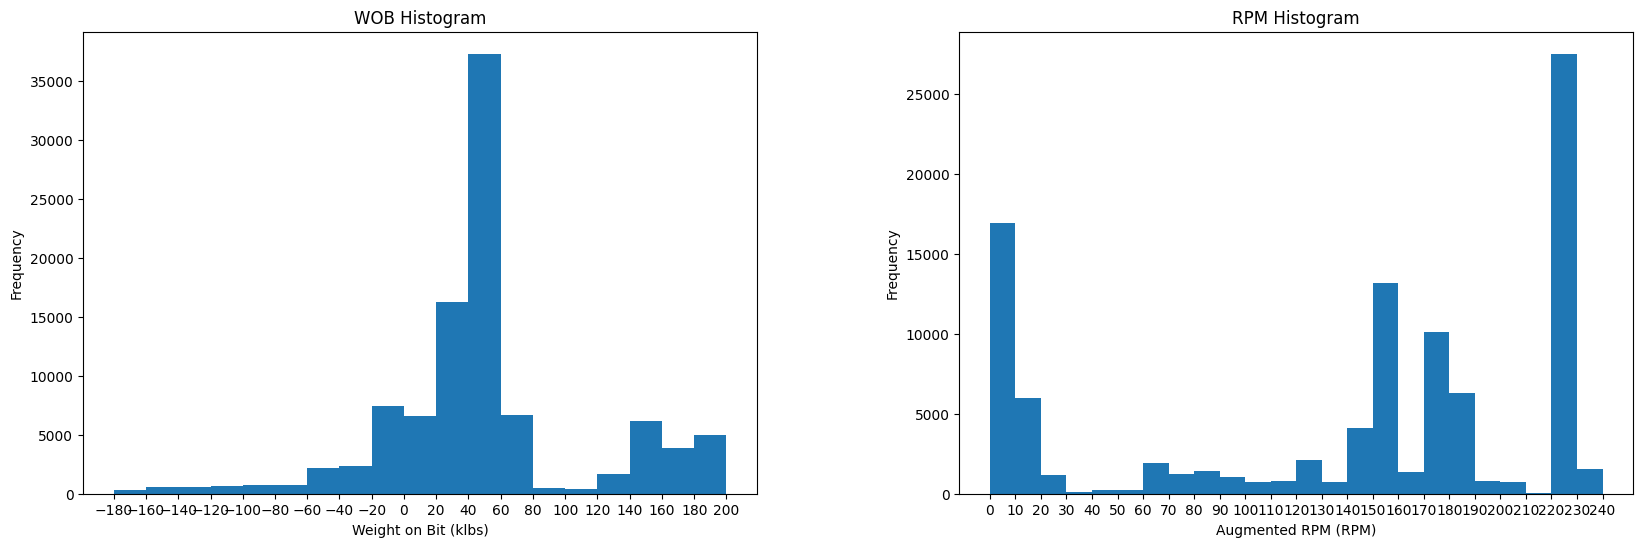 WOB Histogram
35000
30000
25000
20000
15000
10000
5000
0
Frequency
−180 −160 −140 −120 −100 −80 −60 −40 −20 0 20 40 60 80 100 120 140 160 180 200
Weight on Bit (klbs)
RPM Histogram
25000
20000
15000
10000
5000
0
Frequency
0 10 20 30 40 50 60 70 80 90 100 110 120 130 140 150 160 170 180 190 200 210 220 230 240
Augmented RPM (RPM)